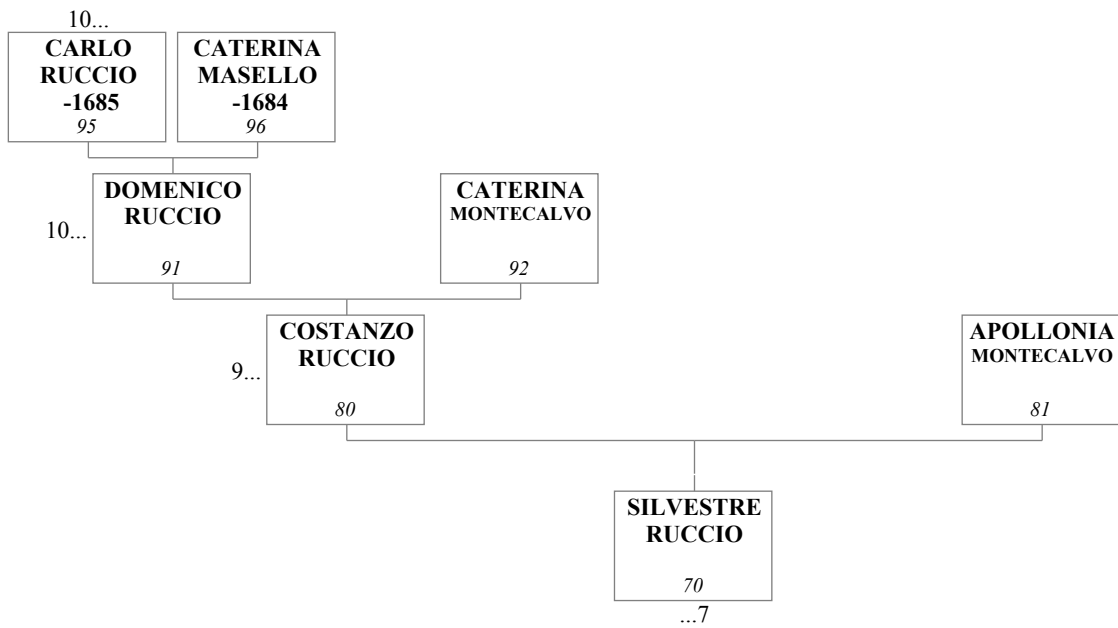 10...
CARLO
RUCCIO
-1685
95
CATERINA
MASELLO
-1684
96
DOMENICO
RUCCIO
91
10...
CATERINA
MONTECALVO
92
COSTANZO
RUCCIO
80
9...
APOLLONIA
MONTECALVO
81
SILVESTRE
RUCCIO
70
...7